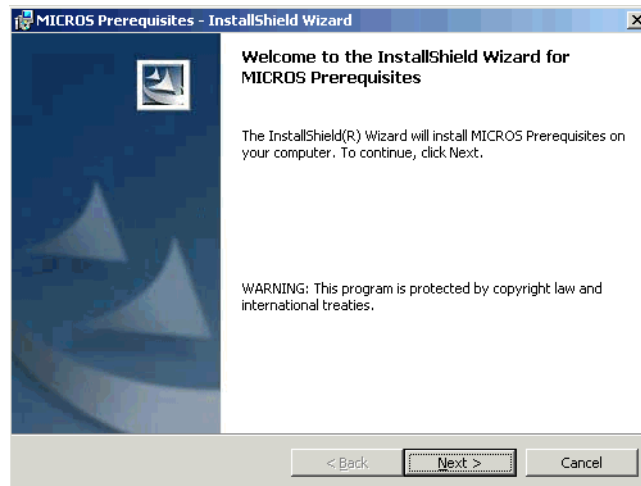 MICROS Prerequisites - InstallShield Wizard
Welcome to the InstallShield Wizard for
MICROS Prerequisites
The InstallShield(R) Wizard will install MICROS Prerequisites on
your computer. To continue, click Next.
WARNING: This program is protected by copyright law and
international treaties.
< Back
Next >
Cancel